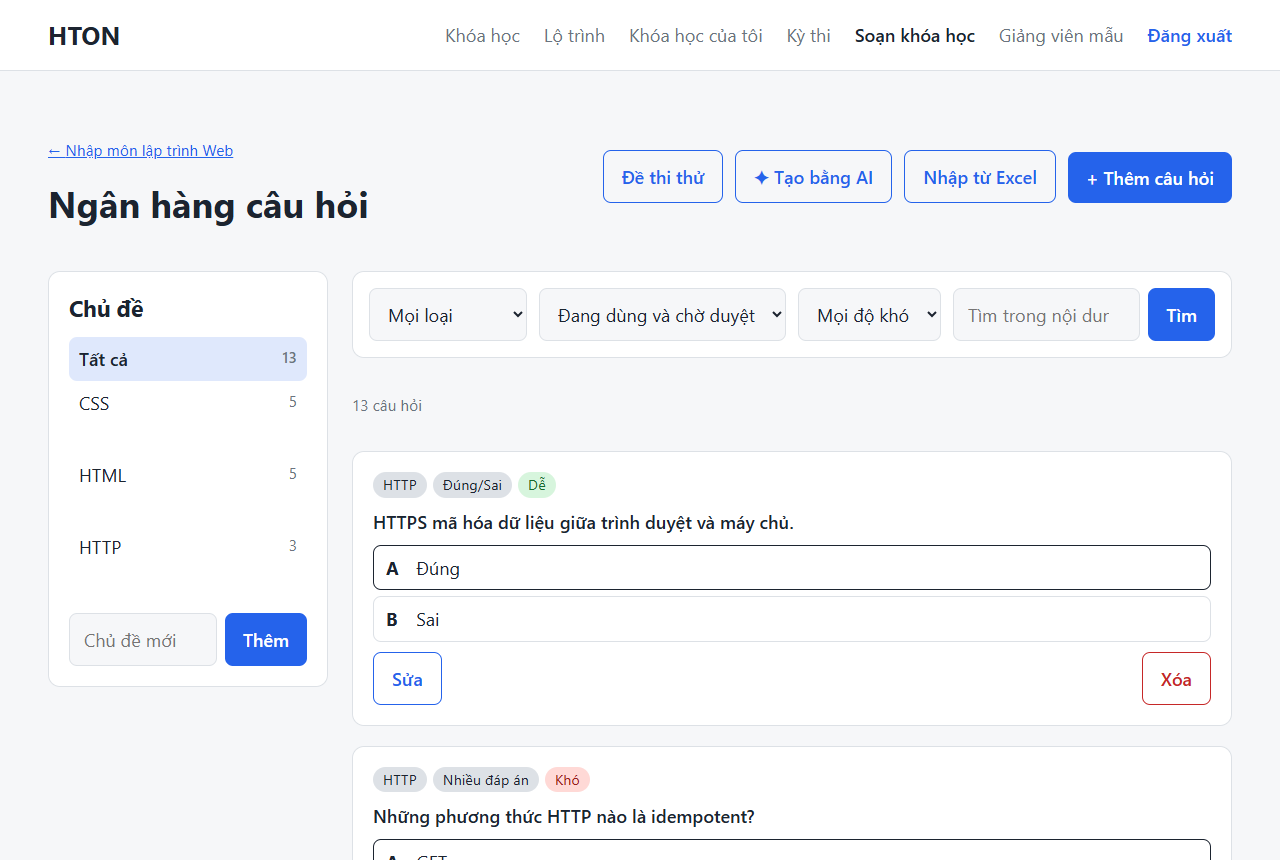 HTON
Khóa học Lộ trình Khóa học của tôi Kỳ thi Soạn khóa học Giảng viên mẫu Đăng xuất
← Nhập môn lập trình Web
Ngân hàng câu hỏi
Đề thi thử ✦ Tạo bằng AI Nhập từ Excel + Thêm câu hỏi
Chủ đề
Tất cả 13
CSS 5
HTML 5
HTTP 3
Chủ đề mới Thêm
Mọi loại Đang dùng và chờ duyệt Mọi độ khó Tìm trong nội dur Tìm
13 câu hỏi
HTTP Đúng/Sai Dễ
HTTPS mã hóa dữ liệu giữa trình duyệt và máy chủ.
A Đúng
B Sai
Sửa Xóa
HTTP Nhiều đáp án Khó
Những phương thức HTTP nào là idempotent?
A GET